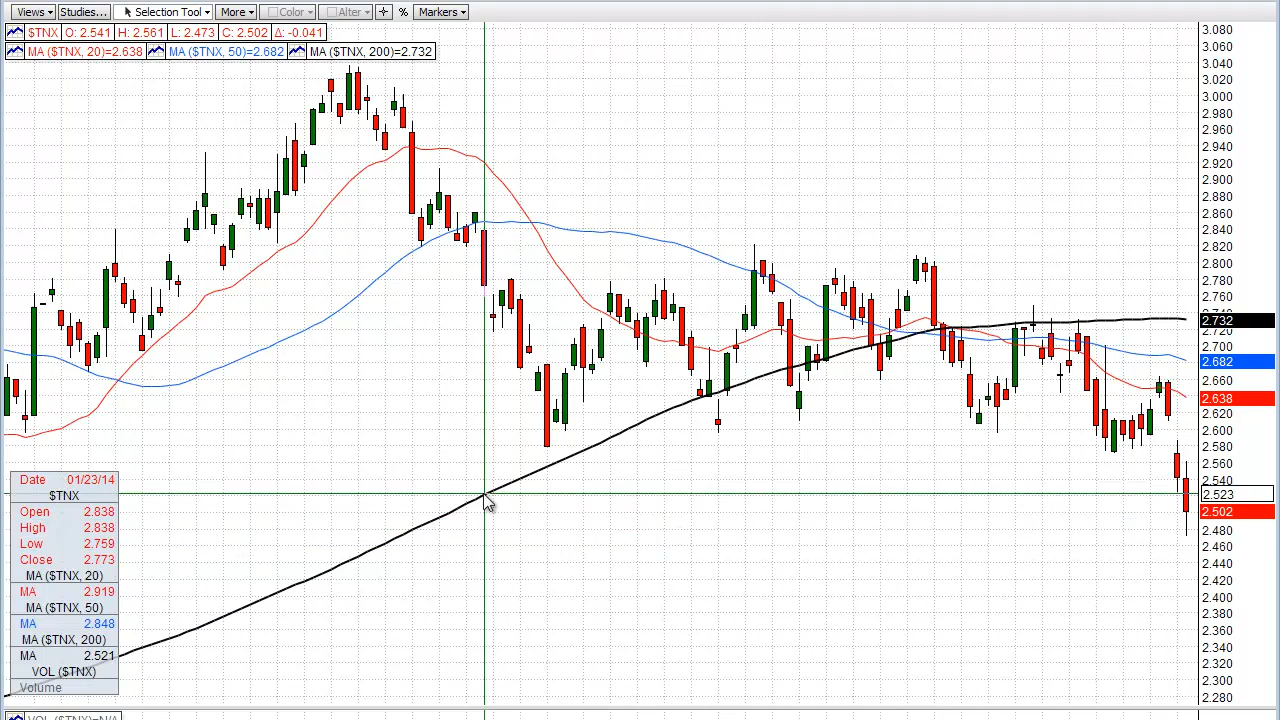 Views Studies... Selection Tool More Color Alter % Markers
$TNX O: 2.541 H: 2.561 L: 2.473 C: 2.502 Δ: -0.041
MA ($TNX, 20)=2.638 MA ($TNX, 50)=2.682 MA ($TNX, 200)=2.732
3.080
3.060
3.040
3.020
3.000
2.980
2.960
2.940
2.920
2.900
2.880
2.860
2.840
2.820
2.800
2.780
2.760
2.740
2.732
2.720
2.700
2.682
2.660
2.638
2.620
2.600
2.580
2.560
2.540
2.523
2.502
2.480
2.460
2.440
2.420
2.400
2.380
2.360
2.340
2.320
2.300
2.280
Date 01/23/14
$TNX
Open 2.838
High 2.838
Low 2.759
Close 2.773
MA ($TNX, 20)
MA 2.919
MA ($TNX, 50)
MA 2.848
MA ($TNX, 200)
MA 2.521
VOL ($TNX)
Volume
VOL ($TNX)=N/A